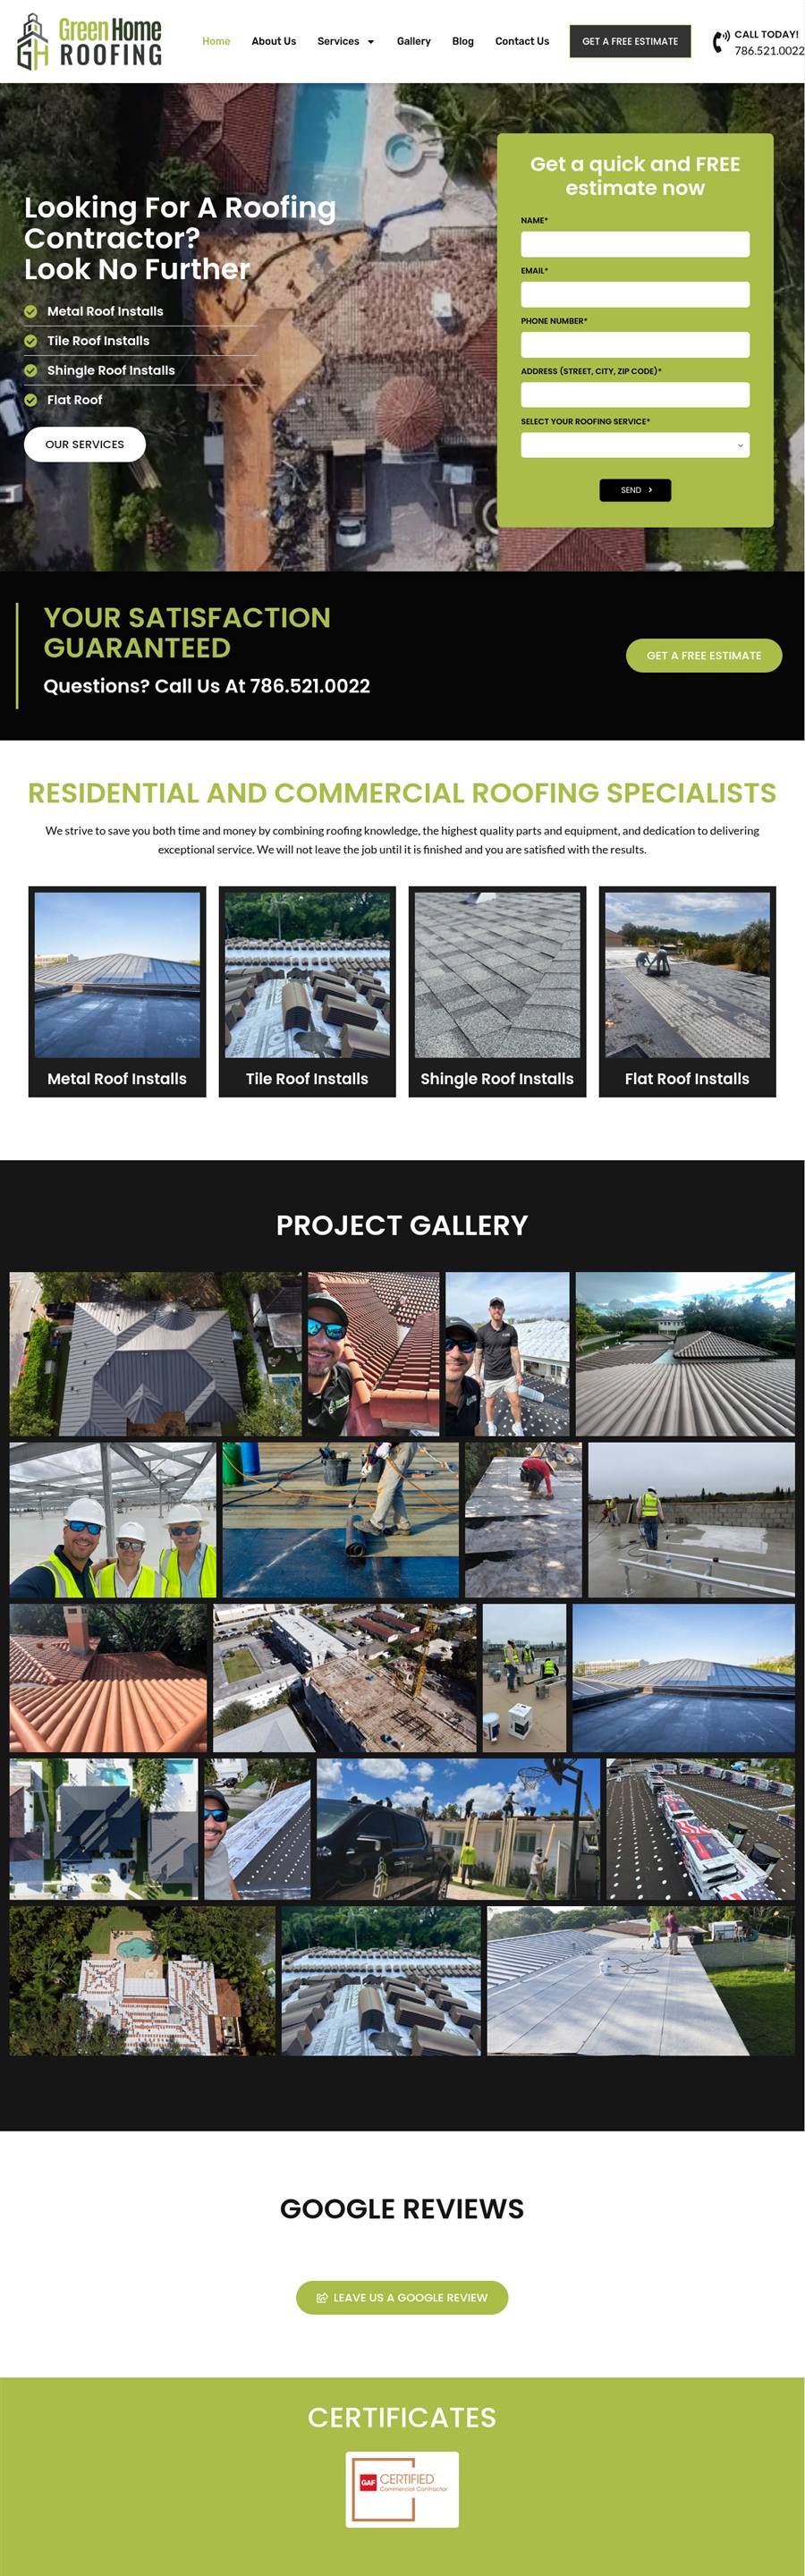 GreenHome
ROOFING
Home
About Us
Services
Gallery
Blog
Contact Us
GET A FREE ESTIMATE
CALL TODAY!
786.521.0022
Looking For A Roofing
Contractor?
Look No Further
Metal Roof Installs
Tile Roof Installs
Shingle Roof Installs
Flat Roof
OUR SERVICES
Get a quick and FREE
estimate now
NAME*
EMAIL*
PHONE NUMBER*
ADDRESS (STREET, CITY, ZIP CODE)*
SELECT YOUR ROOFING SERVICE*
SEND
YOUR SATISFACTION
GUARANTEED
Questions? Call Us At 786.521.0022
GET A FREE ESTIMATE
RESIDENTIAL AND COMMERCIAL ROOFING SPECIALISTS
We strive to save you both time and money by combining roofing knowledge, the highest quality parts and equipment, and dedication to delivering
exceptional service. We will not leave the job until it is finished and you are satisfied with the results.
Metal Roof Installs
Tile Roof Installs
Shingle Roof Installs
Flat Roof Installs
PROJECT GALLERY
GOOGLE REVIEWS
LEAVE US A GOOGLE REVIEW
CERTIFICATES
GAF CERTIFIED
Commercial Contractor